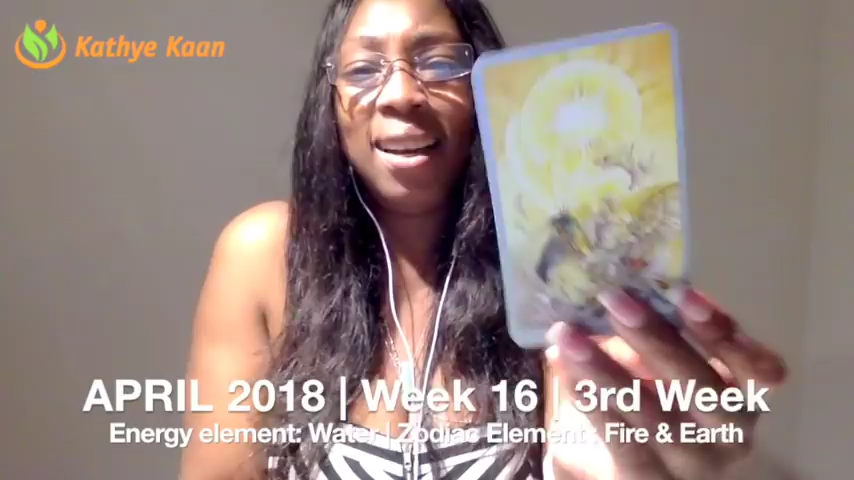 Kathye Kaan
APRIL 2018 | Week 16 | 3rd Week
Energy element: Water | Zodiac Element : Fire & Earth